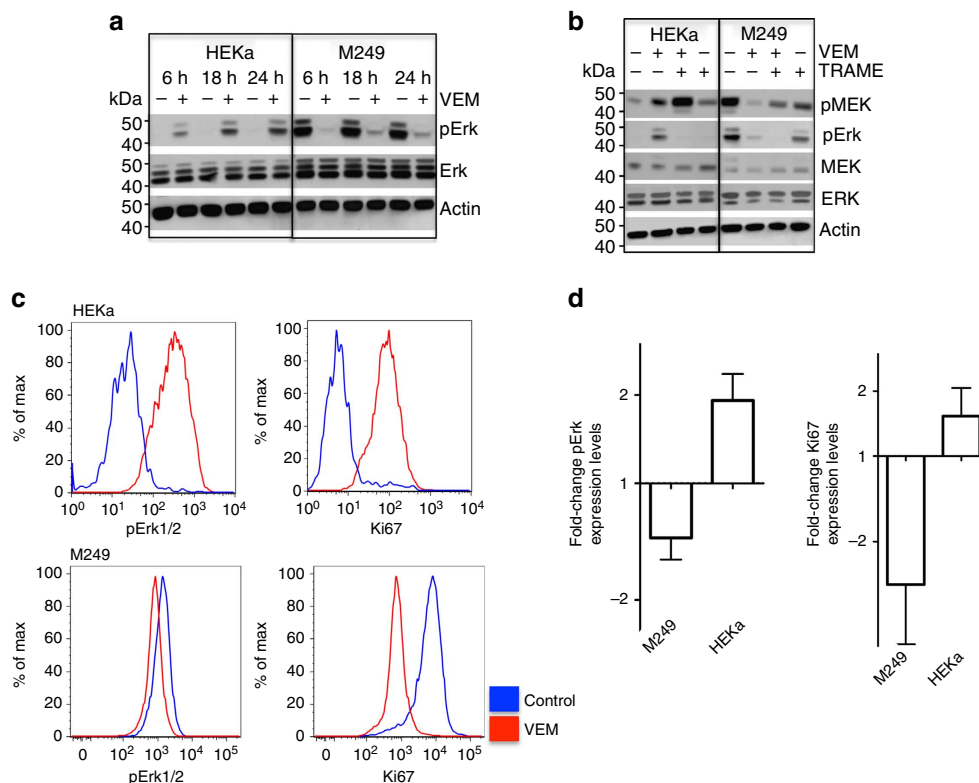 a
HEKa M249
6 h 18 h 24 h 6 h 18 h 24 h
kDa – + – + – + – + – + – + VEM
50
40
pErk
50
40
Erk
50
40
Actin
b
HEKa M249
– + + – – + + – VEM
kDa – – + + – – + + TRAME
50
40
pMEK
50
40
pErk
50
40
MEK
50
40
ERK
50
40
Actin
c
HEKa
% of max
100
80
60
40
20
0
10⁰ 10¹ 10² 10³ 10⁴
pErk1/2
% of max
100
80
60
40
20
0
10⁰ 10¹ 10² 10³ 10⁴
Ki67
M249
% of max
100
80
60
40
20
0
0 10² 10³ 10⁴ 10⁵
pErk1/2
% of max
100
80
60
40
20
0
0 10² 10³ 10⁴ 10⁵
Ki67
Control
VEM
d
Fold-change pErk
expression levels
2
1
–2
M249 HEKa
Fold-change Ki67
expression levels
2
1
–2
M249 HEKa